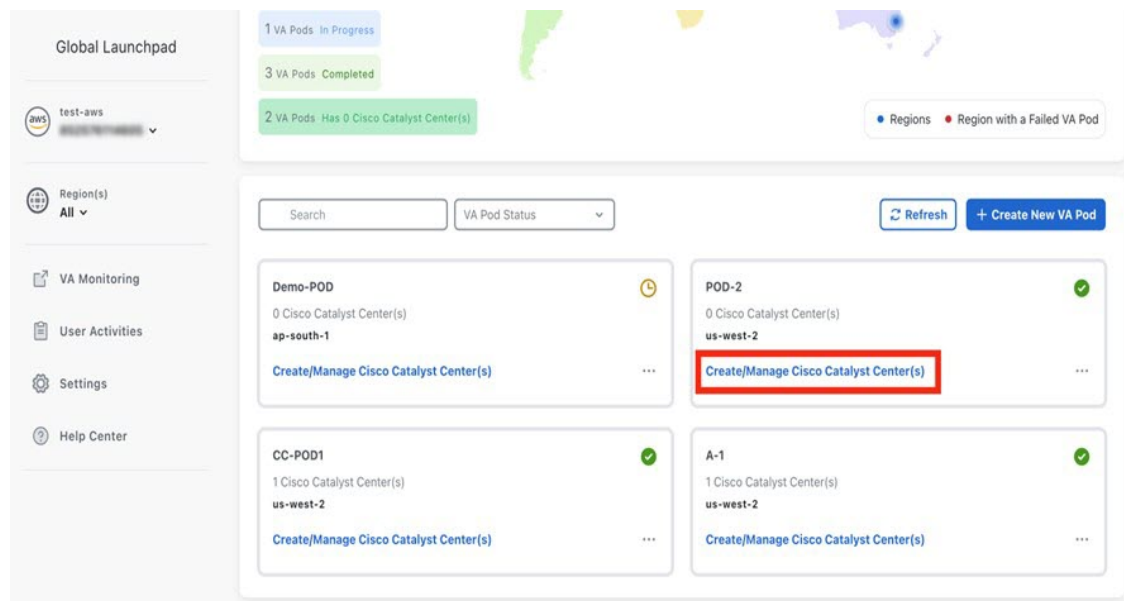 Global Launchpad
aws
test-aws
Region(s)
All
VA Monitoring
User Activities
Settings
Help Center
1 VA Pods In Progress
3 VA Pods Completed
2 VA Pods Has 0 Cisco Catalyst Center(s)
Regions Region with a Failed VA Pod
Search VA Pod Status Refresh + Create New VA Pod
Demo-POD
0 Cisco Catalyst Center(s)
ap-south-1
Create/Manage Cisco Catalyst Center(s) ...
POD-2
0 Cisco Catalyst Center(s)
us-west-2
Create/Manage Cisco Catalyst Center(s) ...
CC-POD1
1 Cisco Catalyst Center(s)
us-west-2
Create/Manage Cisco Catalyst Center(s) ...
A-1
1 Cisco Catalyst Center(s)
us-west-2
Create/Manage Cisco Catalyst Center(s) ...